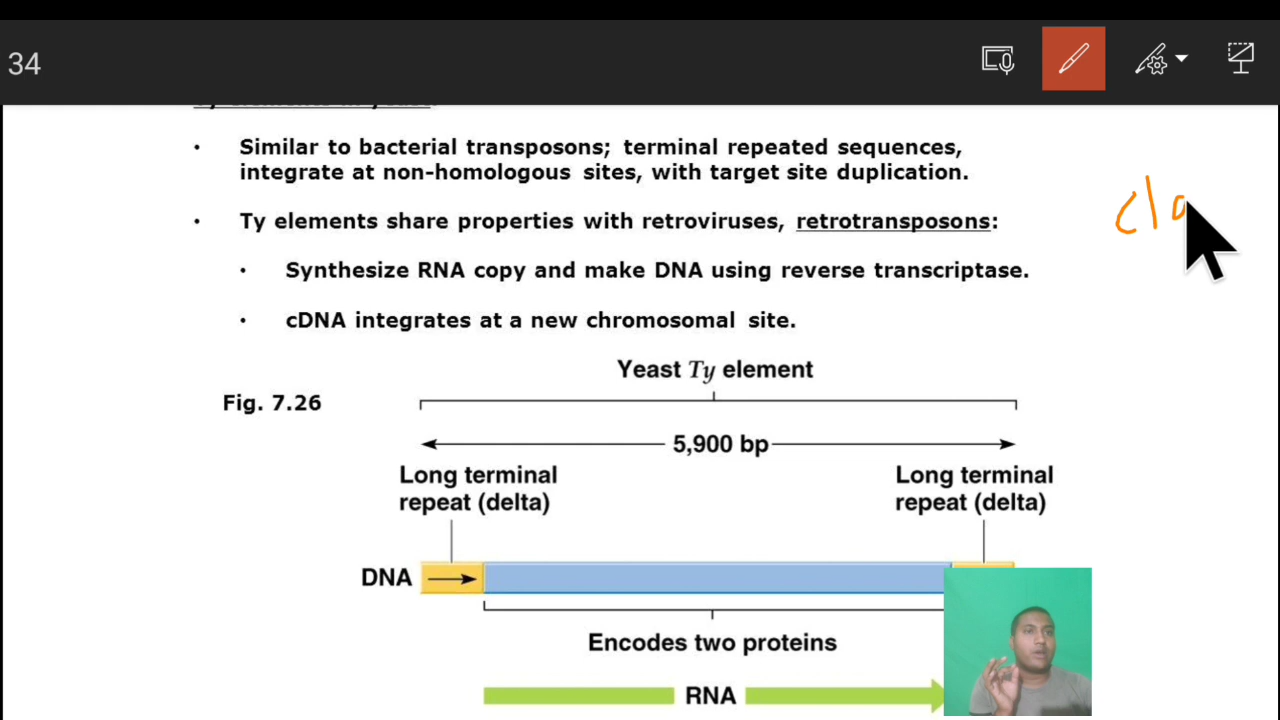 34
• Similar to bacterial transposons; terminal repeated sequences,
integrate at non-homologous sites, with target site duplication.
• Ty elements share properties with retroviruses, retrotransposons:
• Synthesize RNA copy and make DNA using reverse transcriptase.
• cDNA integrates at a new chromosomal site.
Yeast Ty element
Fig. 7.26
5,900 bp
Long terminal
repeat (delta)
Long terminal
repeat (delta)
DNA
Encodes two proteins
RNA